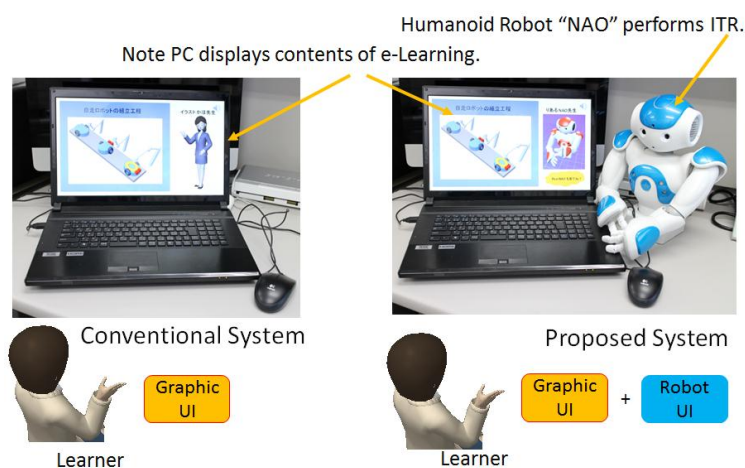 Humanoid Robot “NAO” performs ITR.
Note PC displays contents of e-Learning.
Conventional System
Proposed System
Graphic
UI
Graphic
UI
+
Robot
UI
Learner
Learner